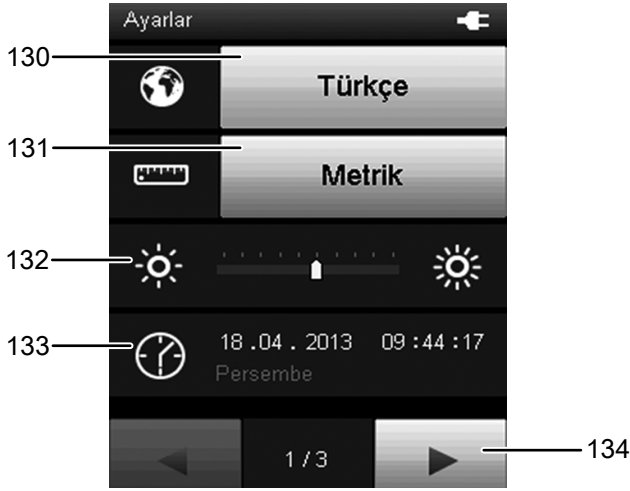 Ayarlar
130
Türkçe
131
Metrik
132
133
18 .04 . 2013 09 :44 :17
Persembe
1 / 3
134